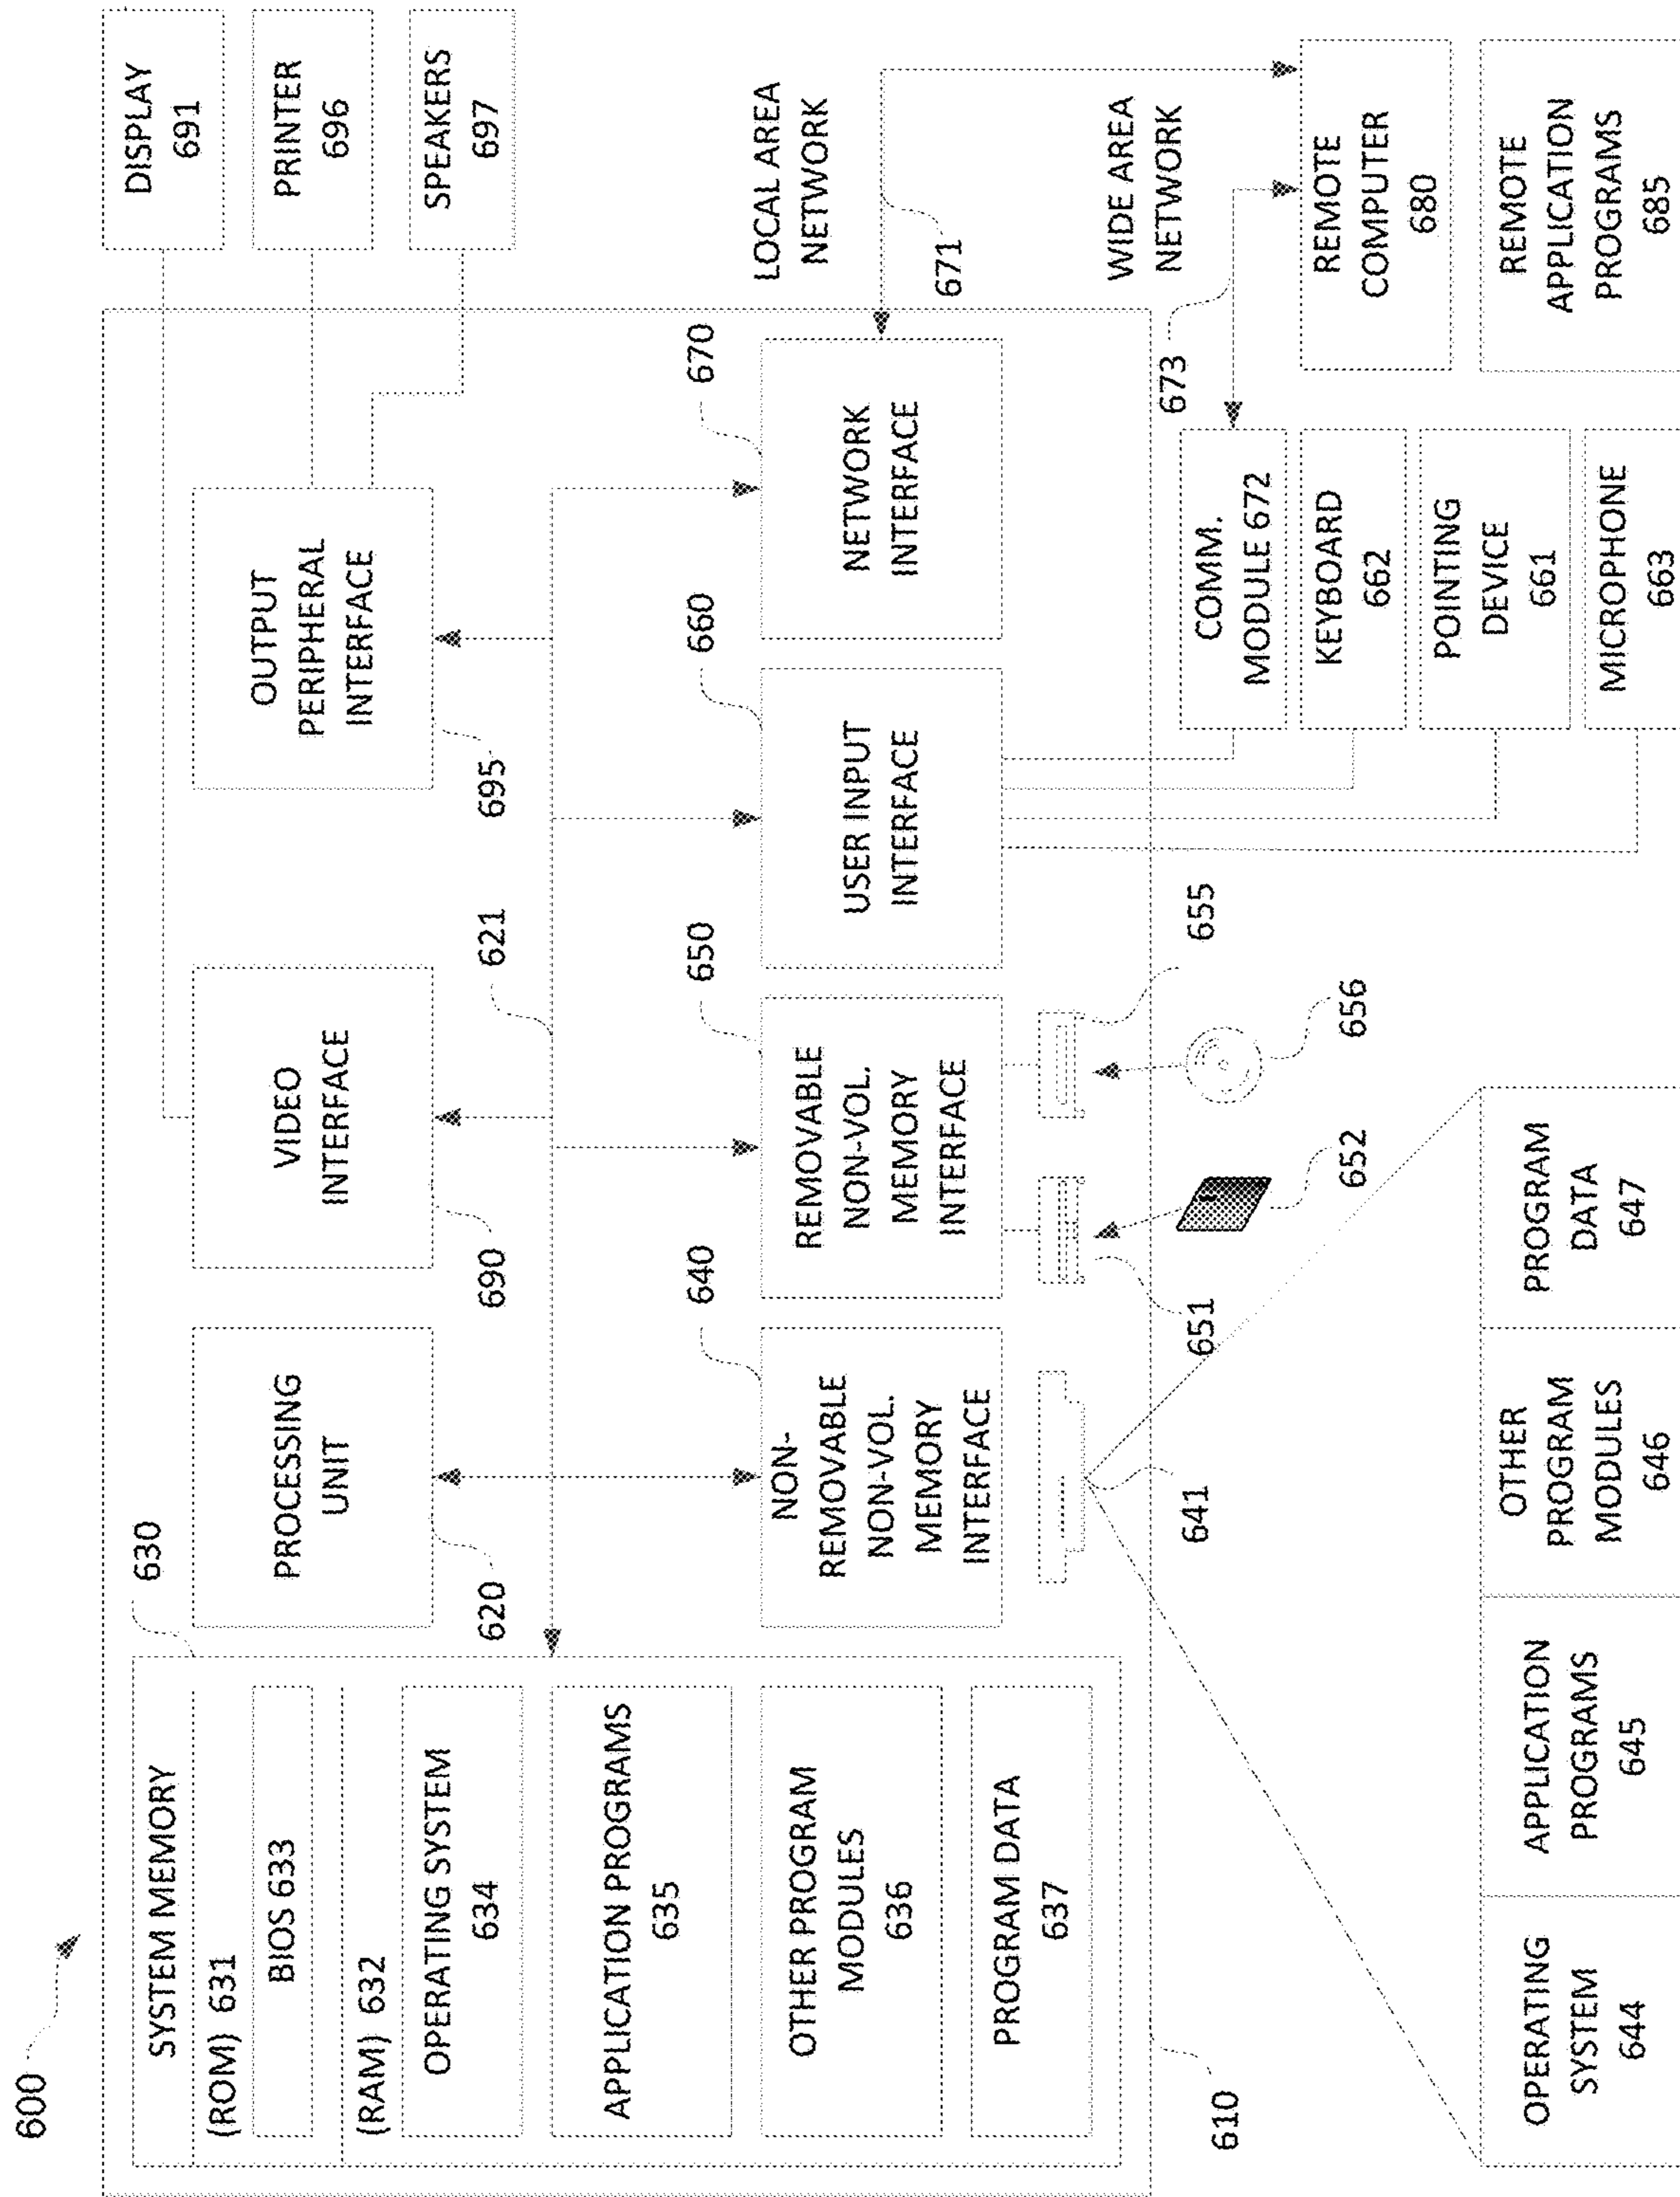 600
SYSTEM MEMORY
(ROM) 631
BIOS 633
(RAM) 632
OPERATING SYSTEM
634
APPLICATION PROGRAMS
635
OTHER PROGRAM
MODULES
636
PROGRAM DATA
637
610
630
PROCESSING
UNIT
620
VIDEO
INTERFACE
690
OUTPUT
PERIPHERAL
INTERFACE
695
621
DISPLAY
691
PRINTER
696
SPEAKERS
697
640
NON-
REMOVABLE
NON-VOL.
MEMORY
INTERFACE
650
REMOVABLE
NON-VOL.
MEMORY
INTERFACE
660
USER INPUT
INTERFACE
670
NETWORK
INTERFACE
LOCAL AREA
NETWORK
671
WIDE AREA
NETWORK
673
641
651
652
655
656
COMM.
MODULE 672
KEYBOARD
662
POINTING
DEVICE
661
MICROPHONE
663
REMOTE
COMPUTER
680
REMOTE
APPLICATION
PROGRAMS
685
OPERATING
SYSTEM
644
APPLICATION
PROGRAMS
645
OTHER
PROGRAM
MODULES
646
PROGRAM
DATA
647